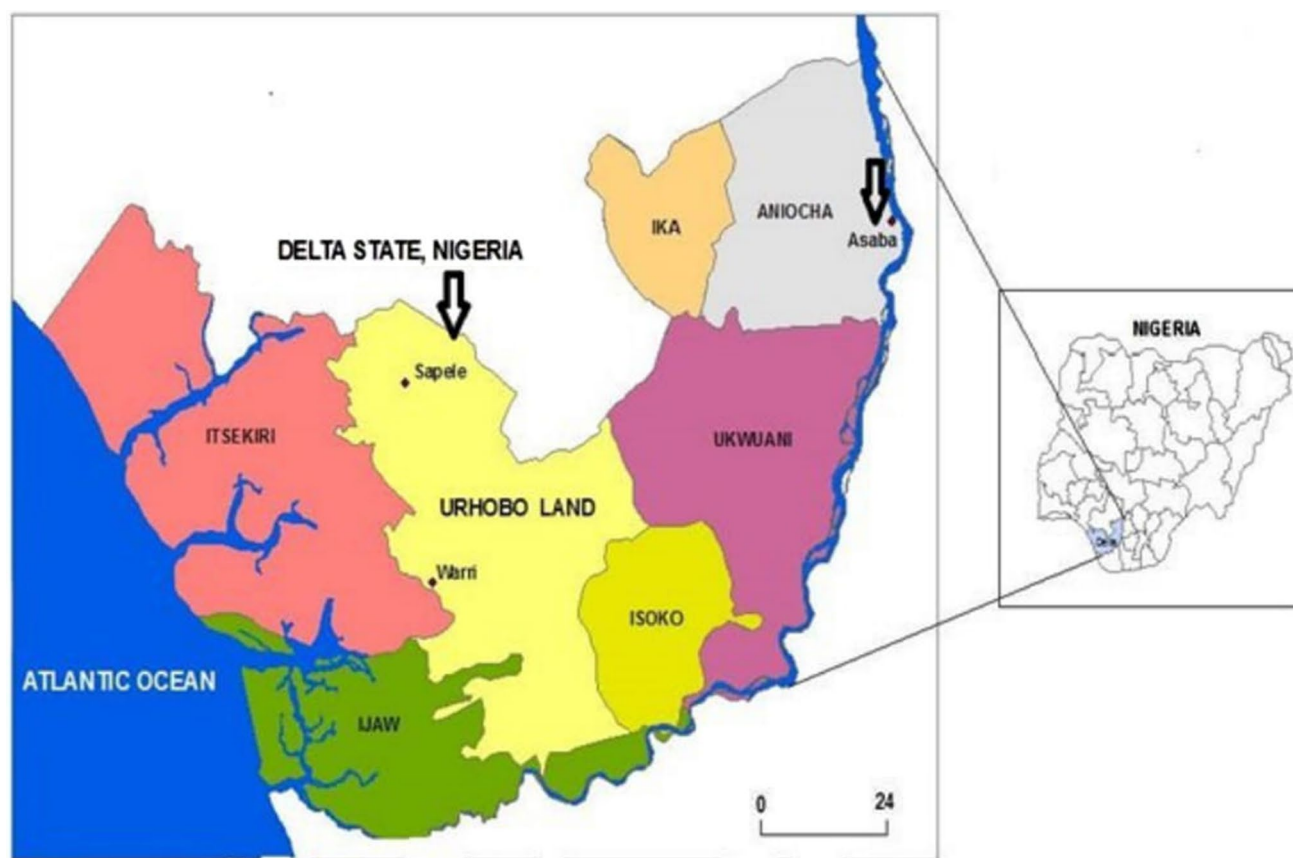 IKA
ANIOCHA
Asaba
DELTA STATE, NIGERIA
NIGERIA
Sapele
ITSEKIRI
UKWUANI
URHOBO LAND
Delta
Warri
ISOKO
ATLANTIC OCEAN
IJAW
0 24